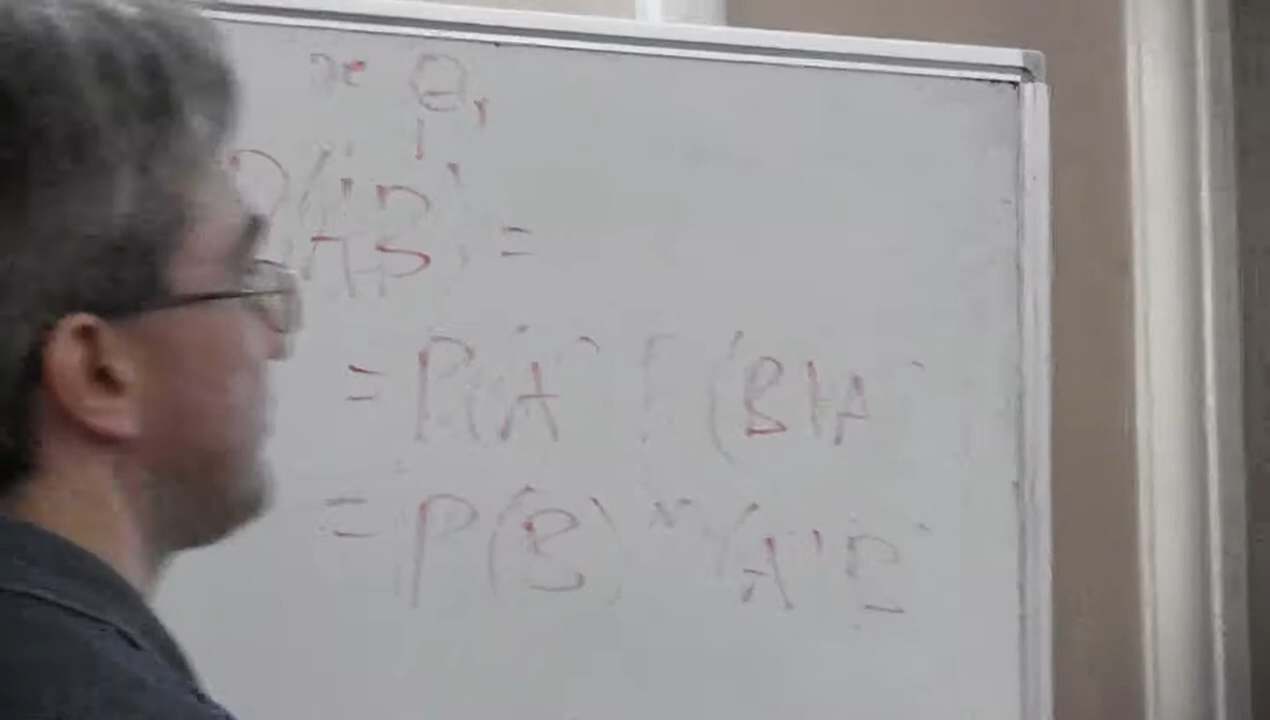 P(AB) =
= P(A) P(B|A)
= P(B) P(A|B)